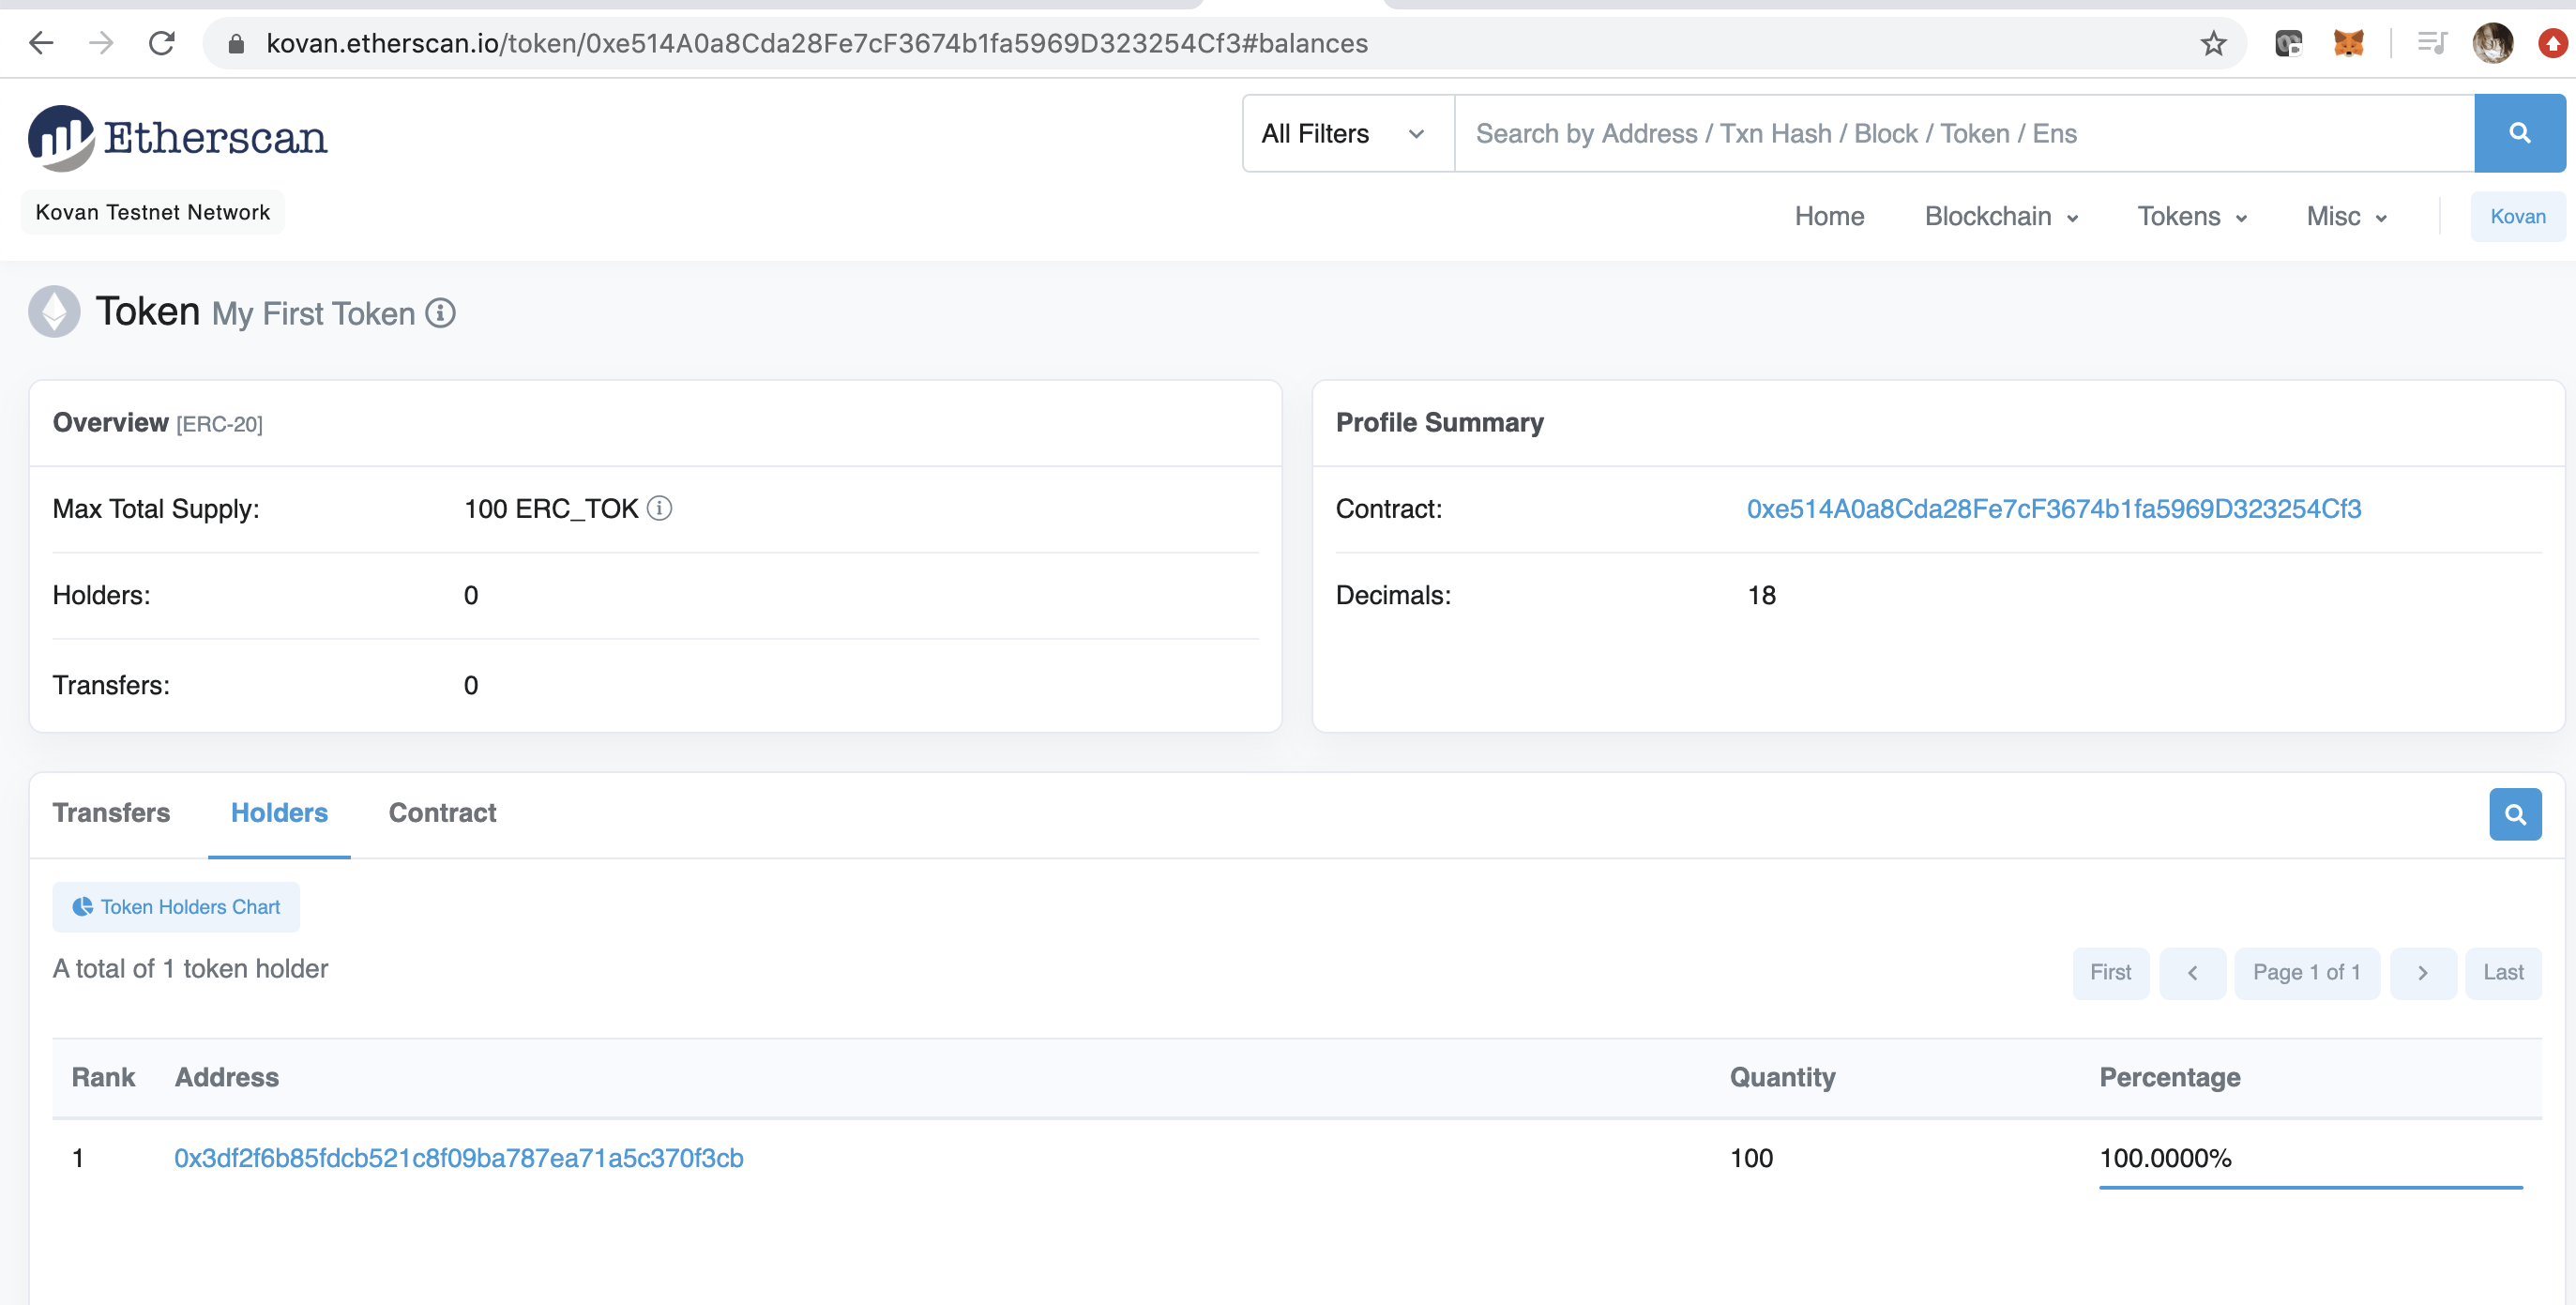 kovan.etherscan.io/token/0xe514A0a8Cda28Fe7cF3674b1fa5969D323254Cf3#balances
Etherscan
All Filters
Search by Address / Txn Hash / Block / Token / Ens
Kovan Testnet Network
Home Blockchain Tokens Misc Kovan
Token My First Token
Overview [ERC-20]
Max Total Supply: 100 ERC_TOK
Holders: 0
Transfers: 0
Profile Summary
Contract: 0xe514A0a8Cda28Fe7cF3674b1fa5969D323254Cf3
Decimals: 18
Transfers Holders Contract
Token Holders Chart
A total of 1 token holder
First Page 1 of 1 Last
Rank Address Quantity Percentage
1 0x3df2f6b85fdcb521c8f09ba787ea71a5c370f3cb 100 100.0000%